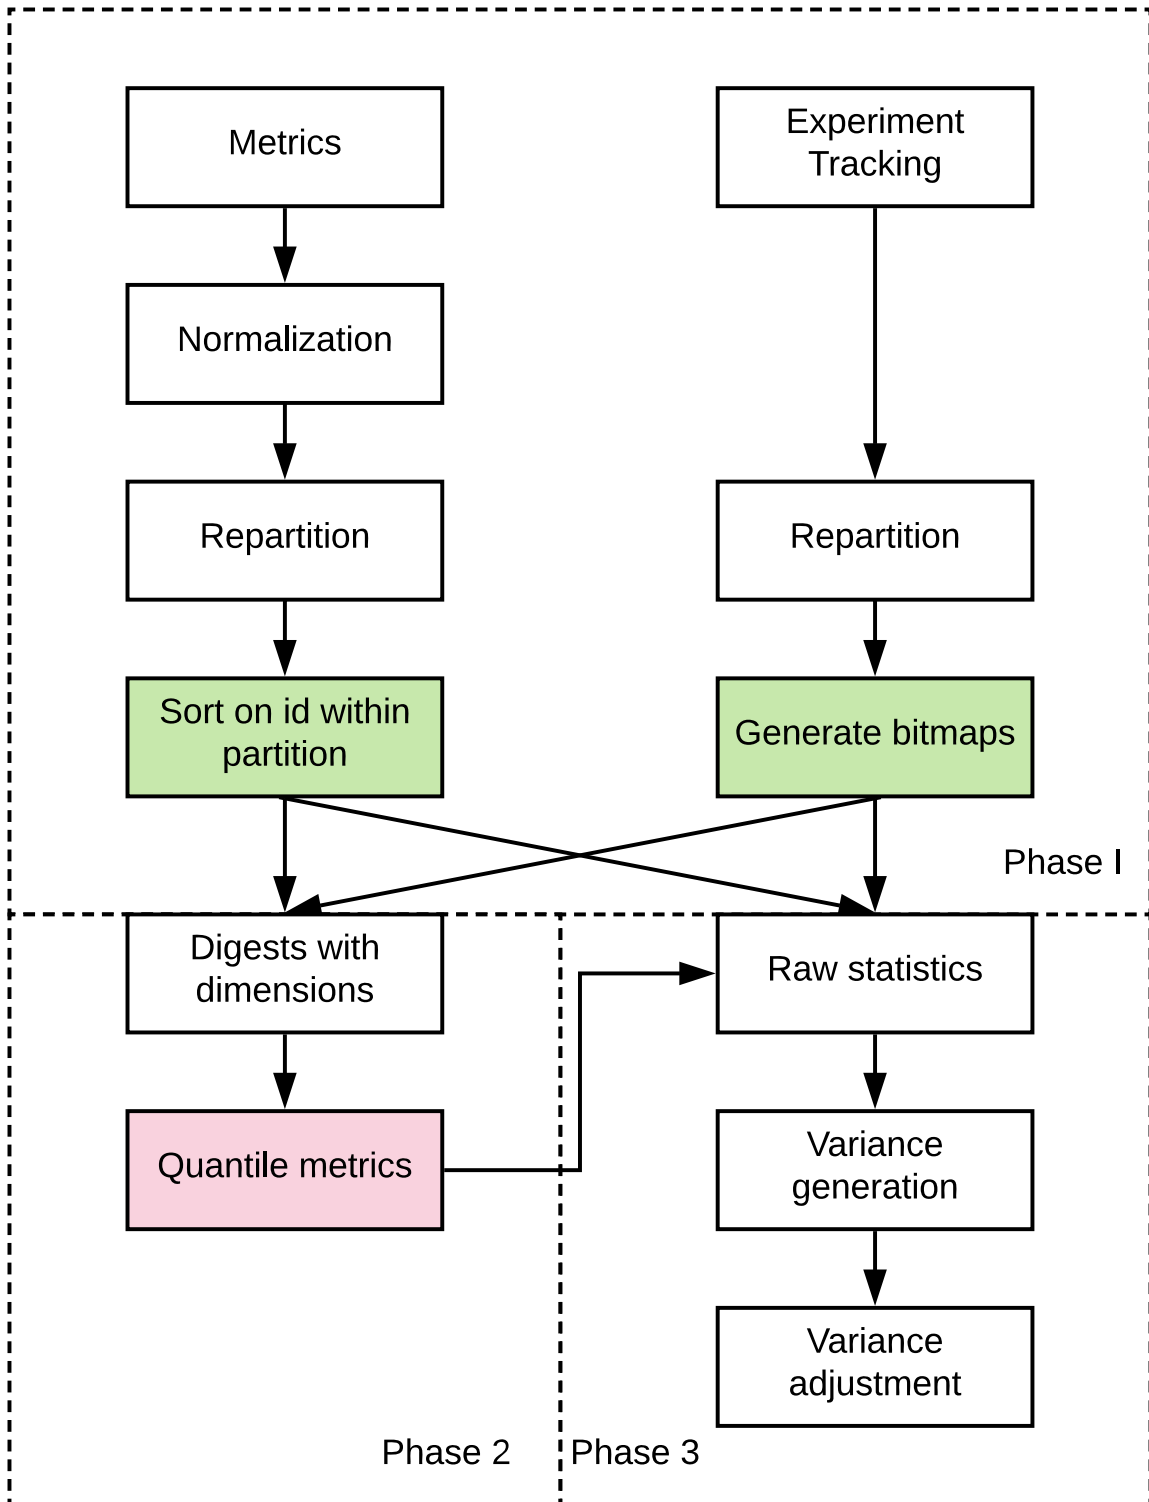 Metrics
Experiment
Tracking
Normalization
Repartition
Repartition
Sort on id within
partition
Generate bitmaps
Phase I
Digests with
dimensions
Raw statistics
Quantile metrics
Variance
generation
Variance
adjustment
Phase 2
Phase 3